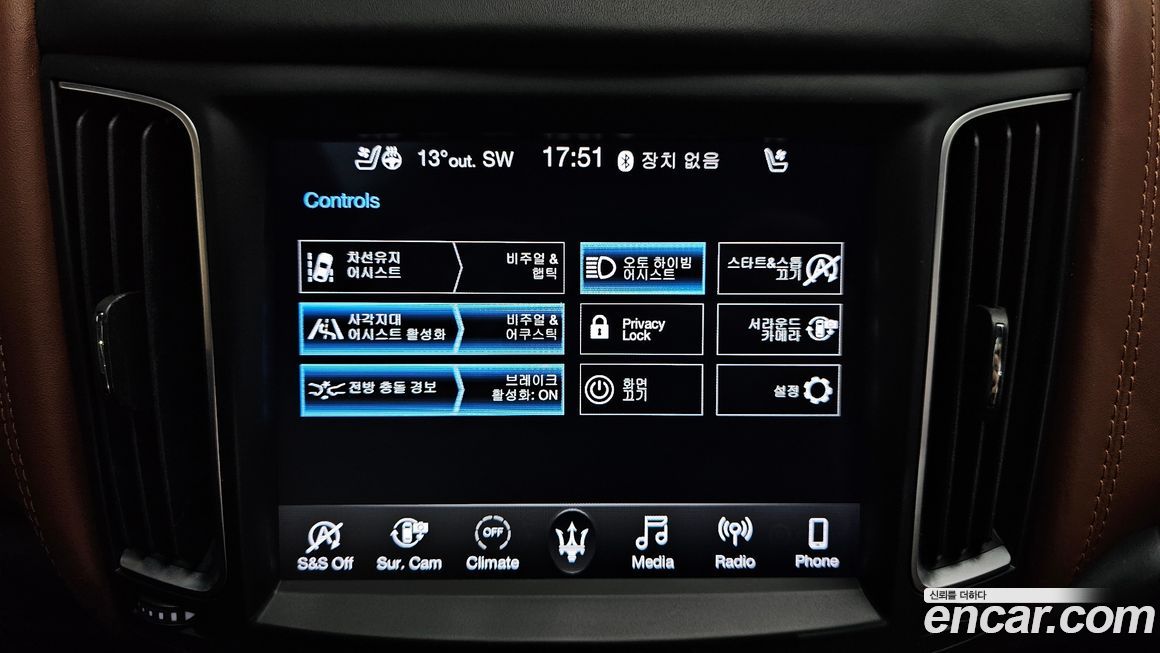 13°out. SW 17:51 장치 없음
Controls
차선유지
어시스트
비주얼 &
햅틱
오토 하이빔
어시스트
스타트&스톱
끄기
사각지대
어시스트 활성화
비주얼 &
어쿠스틱
Privacy
Lock
서라운드
카메라
전방 충돌 경보
브레이크
활성화: ON
화면
끄기
설정
OFF
S&S Off Sur. Cam Climate Media Radio Phone
신뢰를 더하다
encar.com